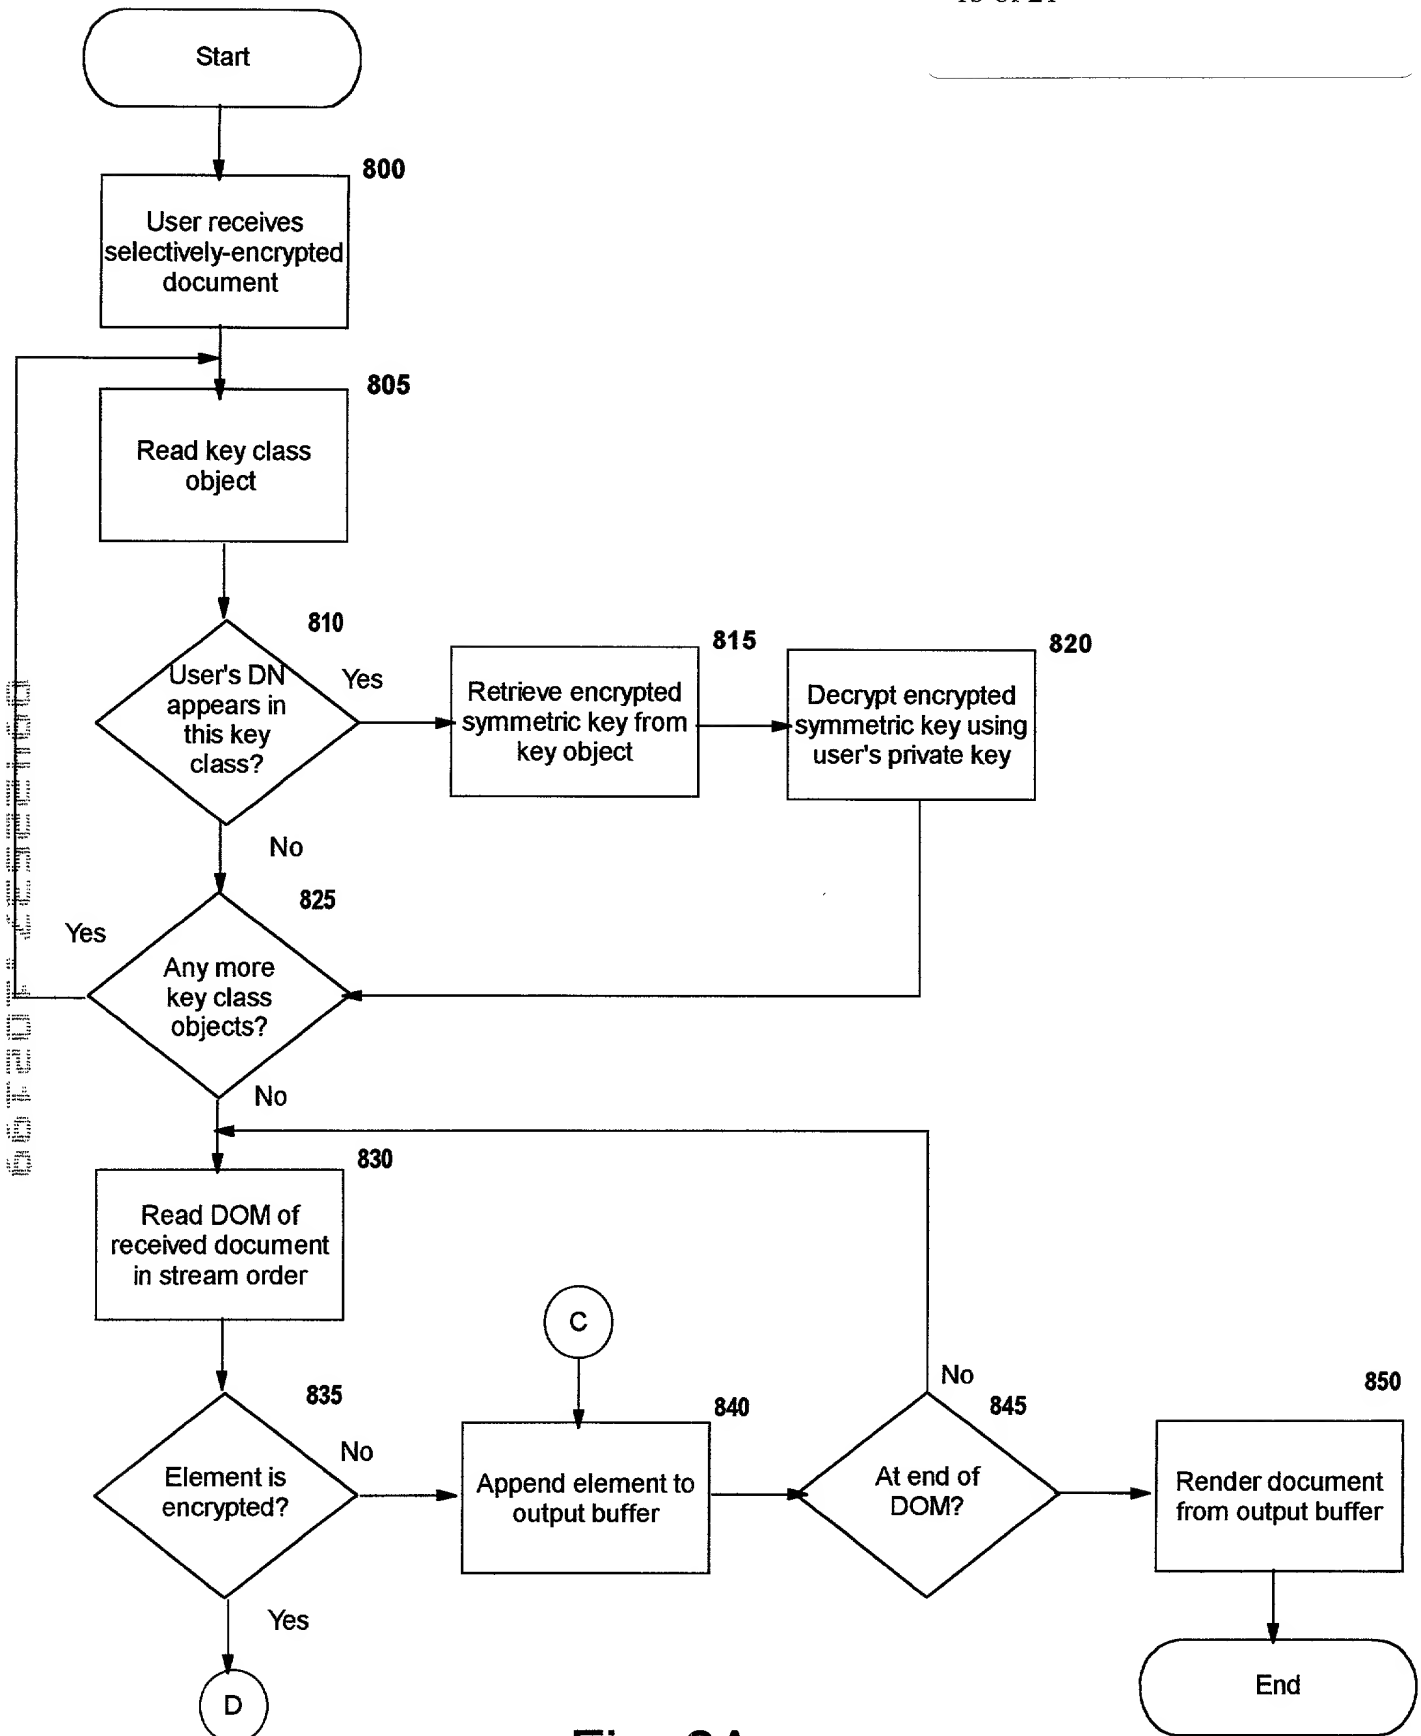 Start
800
User receives
selectively-encrypted
document
805
Read key class
object
810
User's DN
appears in
this key
class?
Yes
815
Retrieve encrypted
symmetric key from
key object
820
Decrypt encrypted
symmetric key using
user's private key
No
825
Yes
Any more
key class
objects?
No
830
Read DOM of
received document
in stream order
C
835
No
Element is
encrypted?
840
Append element to
output buffer
No
845
At end of
DOM?
850
Render document
from output buffer
Yes
D
End